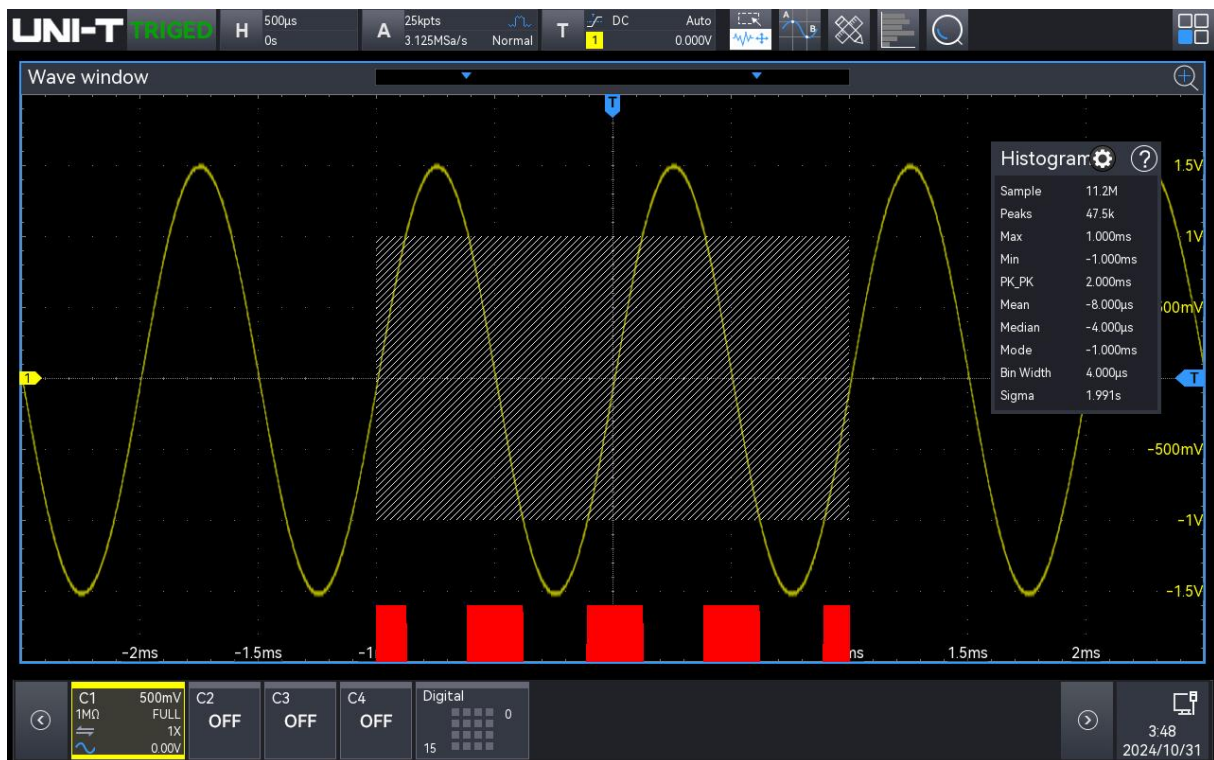 UNI-T TRIGED H 500μs 0s A 25kpts 3.125MSa/s Normal T DC 1 Auto 0.000V A B
Wave window
T
Histogram
1.5V
Sample 11.2M
Peaks 47.5k
Max 1.000ms
1V
Min -1.000ms
PK_PK 2.000ms
Mean -8.000μs
00mV
Median -4.000μs
Mode -1.000ms
Bin Width 4.000μs
1
T
Sigma 1.991s
-500mV
-1V
-1.5V
-2ms -1.5ms -1 ms 1.5ms 2ms
C1 500mV
1MΩ FULL
1X
0.00V
C2
OFF
C3
OFF
C4
OFF
Digital
0
15
3:48
2024/10/31